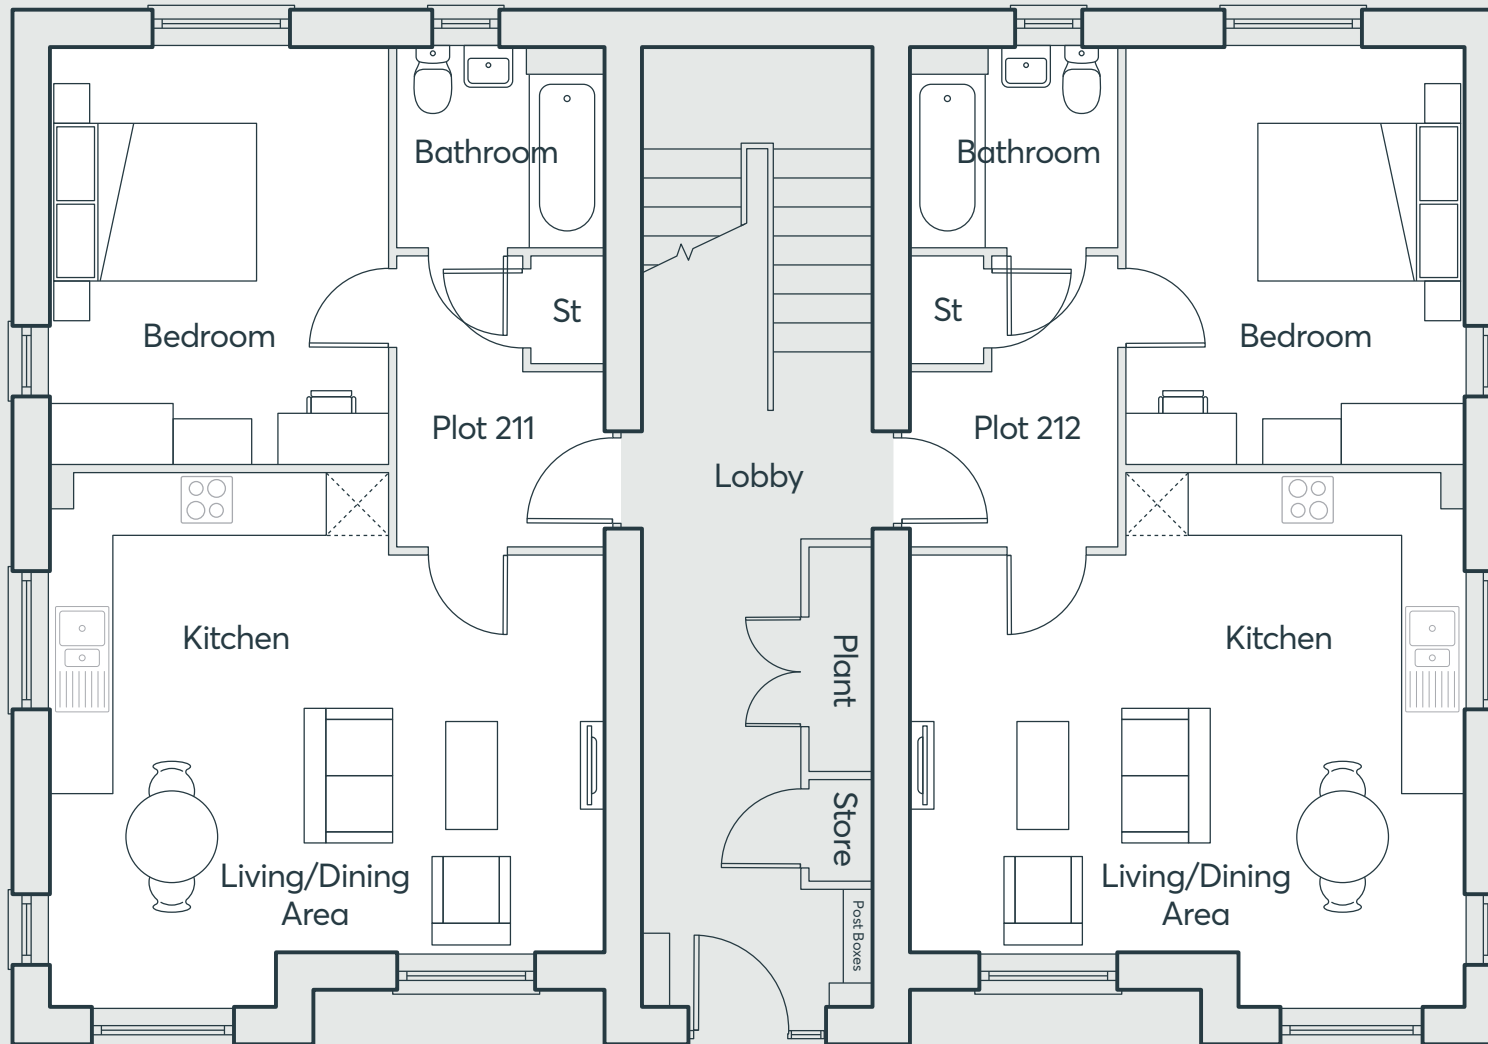 Bathroom
Bathroom
St
St
Bedroom
Bedroom
Plot 211
Plot 212
Lobby
Kitchen
Plant
Kitchen
Store
Living/Dining
Area
Living/Dining
Area
Post Boxes